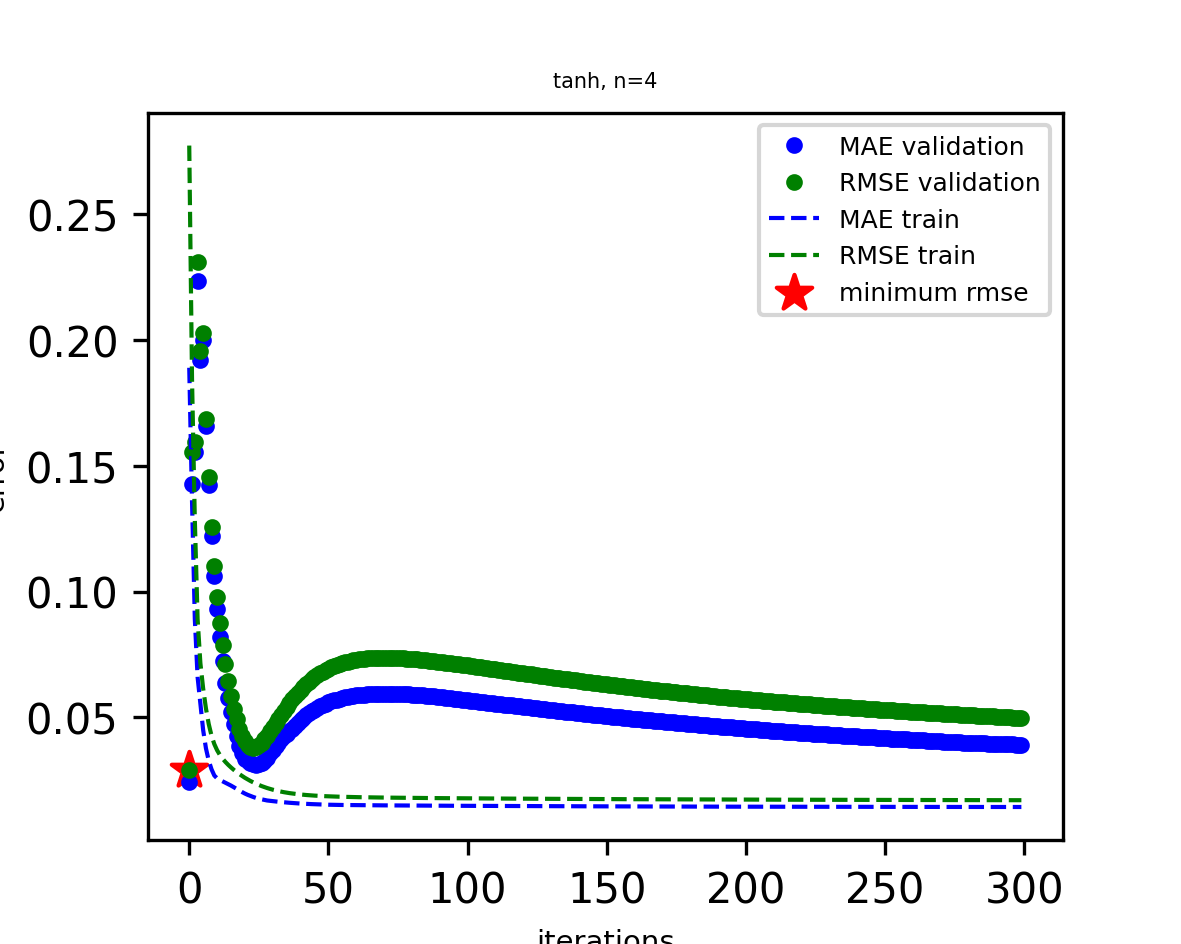 tanh, n=4
MAE validation
RMSE validation
MAE train
RMSE train
minimum rmse
0.25
0.20
0.15
0.10
0.05
0 50 100 150 200 250 300
iterations